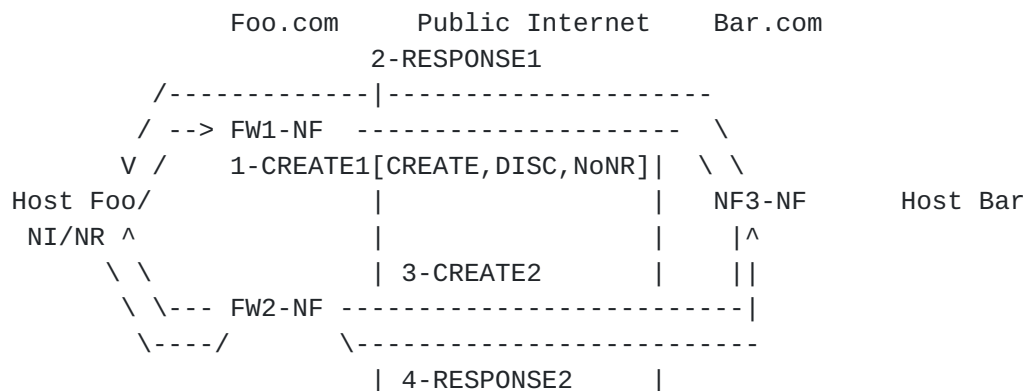 Foo.com     Public Internet    Bar.com
                       2-RESPONSE1
         /-------------|---------------------
        / --> FW1-NF  ---------------------  \
       V /    1-CREATE1[CREATE,DISC,NoNR]|  \ \
Host Foo/              |                 |   NF3-NF      Host Bar
 NI/NR ^               |                 |    |^
      \ \              | 3-CREATE2       |    ||
       \ \--- FW2-NF --------------------------|
        \----/       \--------------------------
                       | 4-RESPONSE2     |